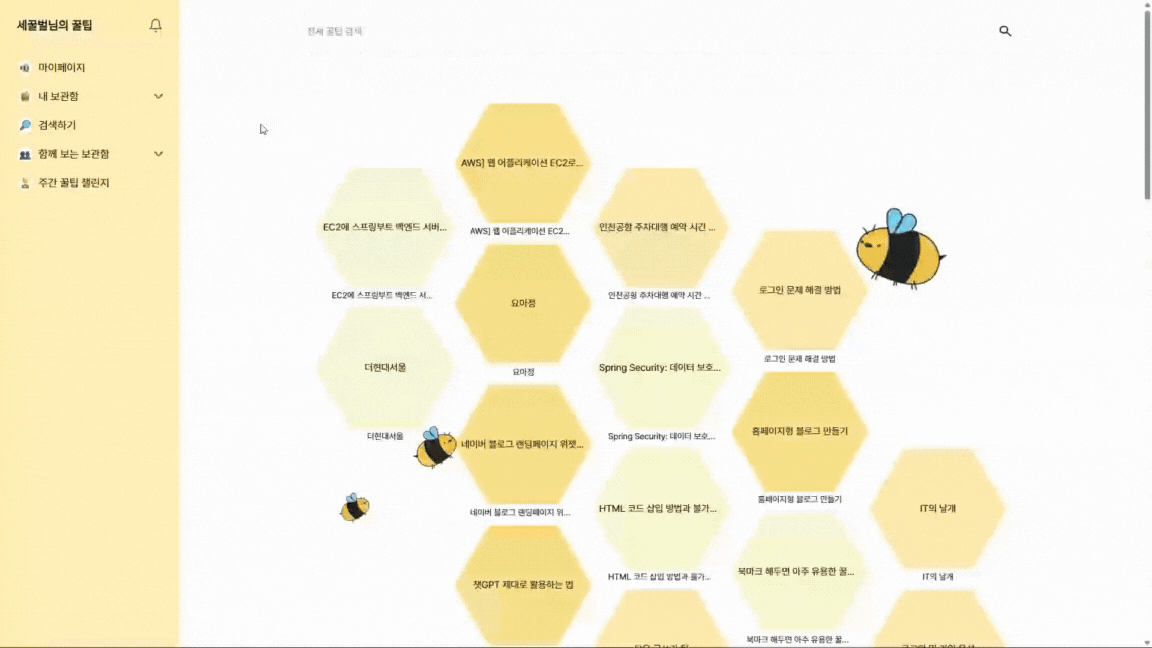 세꿀벌님의 꿀팁
마이페이지
내 보관함
검색하기
함께 보는 보관함
주간 꿀팁 챌린지
전체 꿀팁 검색
AWS] 웹 어플리케이션 EC2로...
AWS] 웹 어플리케이션 EC2...
EC2에 스프링부트 백엔드 서버...
EC2에 스프링부트 백엔드 서...
인천공항 주차대행 예약 시간 ...
인천공항 주차대행 예약 시간 ...
로그인 문제 해결 방법
로그인 문제 해결 방법
요아정
요아정
더현대서울
더현대서울
Spring Security: 데이터 보호...
Spring Security: 데이터 보호...
홈페이지형 블로그 만들기
홈페이지형 블로그 만들기
네이버 블로그 랜딩페이지 위젯...
네이버 블로그 랜딩페이지 위...
HTML 코드 삽입 방법과 불가...
HTML 코드 삽입 방법과 불가...
IT의 날개
IT의 날개
북마크 해두면 아주 유용한 꿀...
북마크 해두면 아주 유용한 꿀...
챗GPT 제대로 활용하는 법